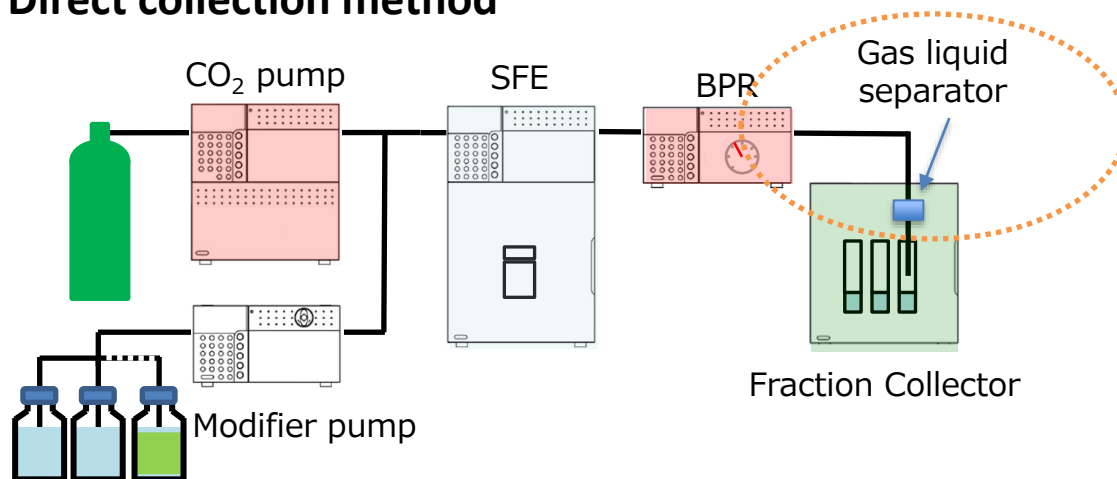 Direct collection method
CO₂ pump
SFE
BPR
Gas liquid
separator
Fraction Collector
Modifier pump